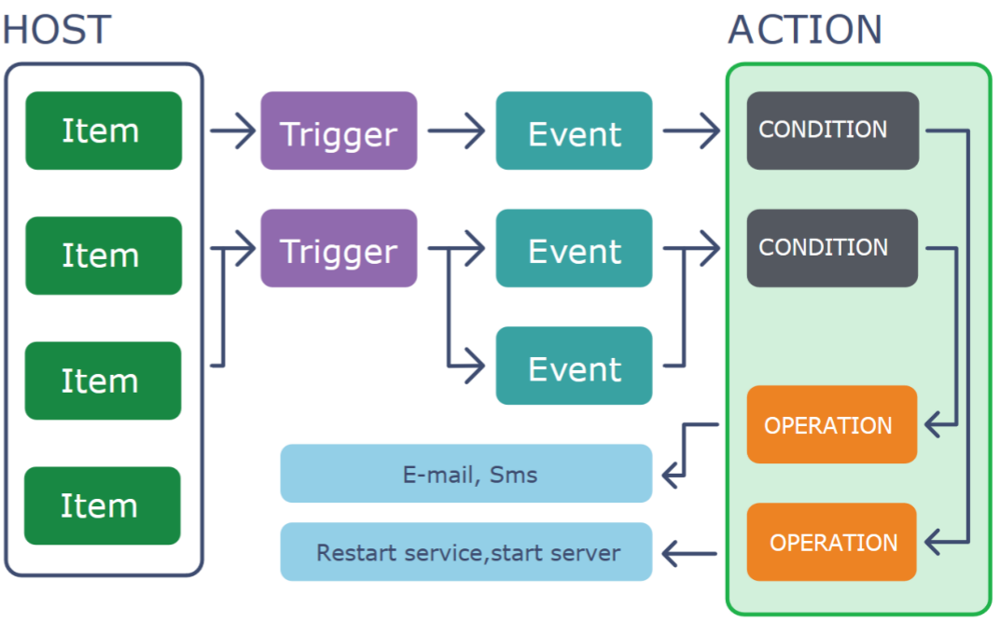 HOST
ACTION
Item
Trigger
Event
CONDITION
Item
Trigger
Event
CONDITION
Item
Event
OPERATION
E-mail, Sms
Item
Restart service,start server
OPERATION